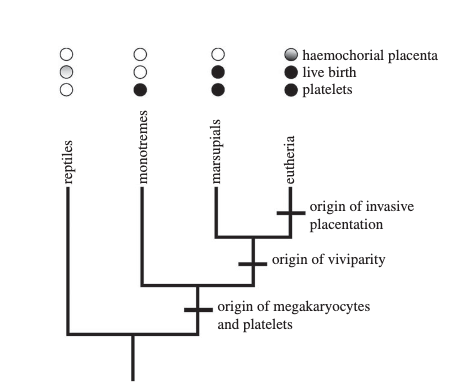 haemochorial placenta
live birth
platelets
reptiles
monotremes
marsupials
eutheria
origin of invasive
placentation
origin of viviparity
origin of megakaryocytes
and platelets